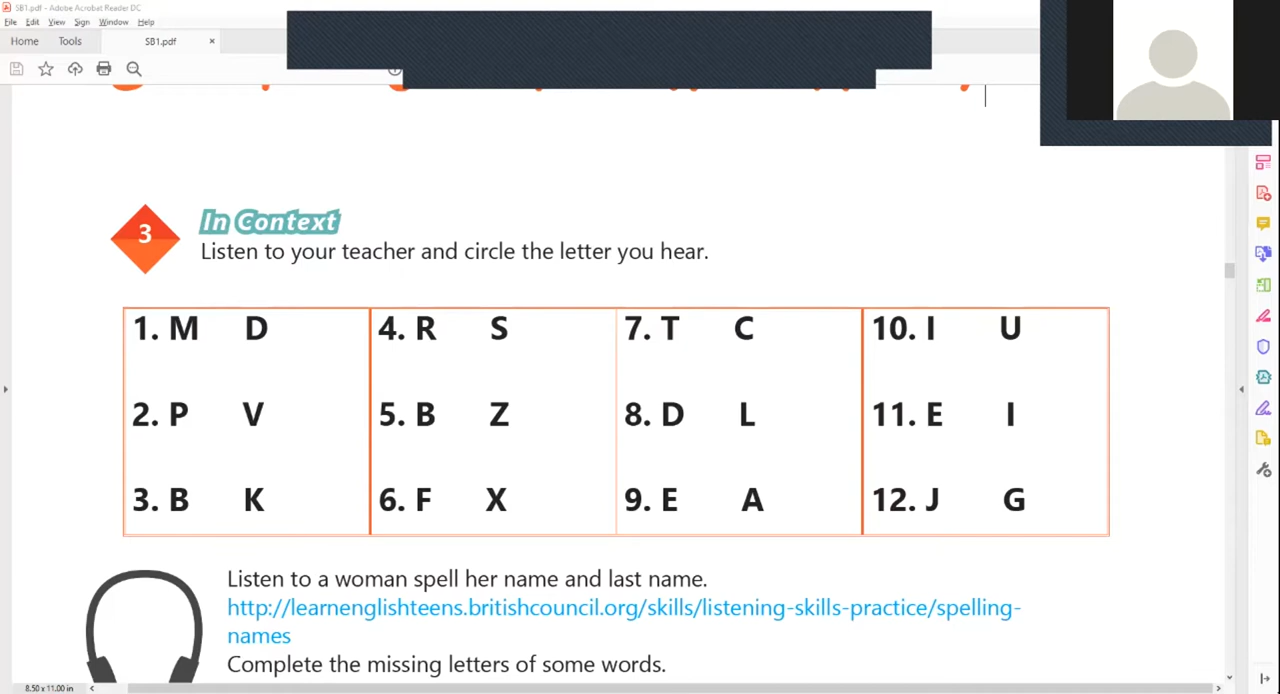 SB1.pdf - Adobe Acrobat Reader DC
File Edit View Sign Window Help
Home Tools SB1.pdf ×
3 In Context
Listen to your teacher and circle the letter you hear.
1. M D 4. R S 7. T C 10. I U
2. P V 5. B Z 8. D L 11. E I
3. B K 6. F X 9. E A 12. J G
Listen to a woman spell her name and last name.
http://learnenglishteens.britishcouncil.org/skills/listening-skills-practice/spelling-
names
Complete the missing letters of some words.
8.50 x 11.00 in